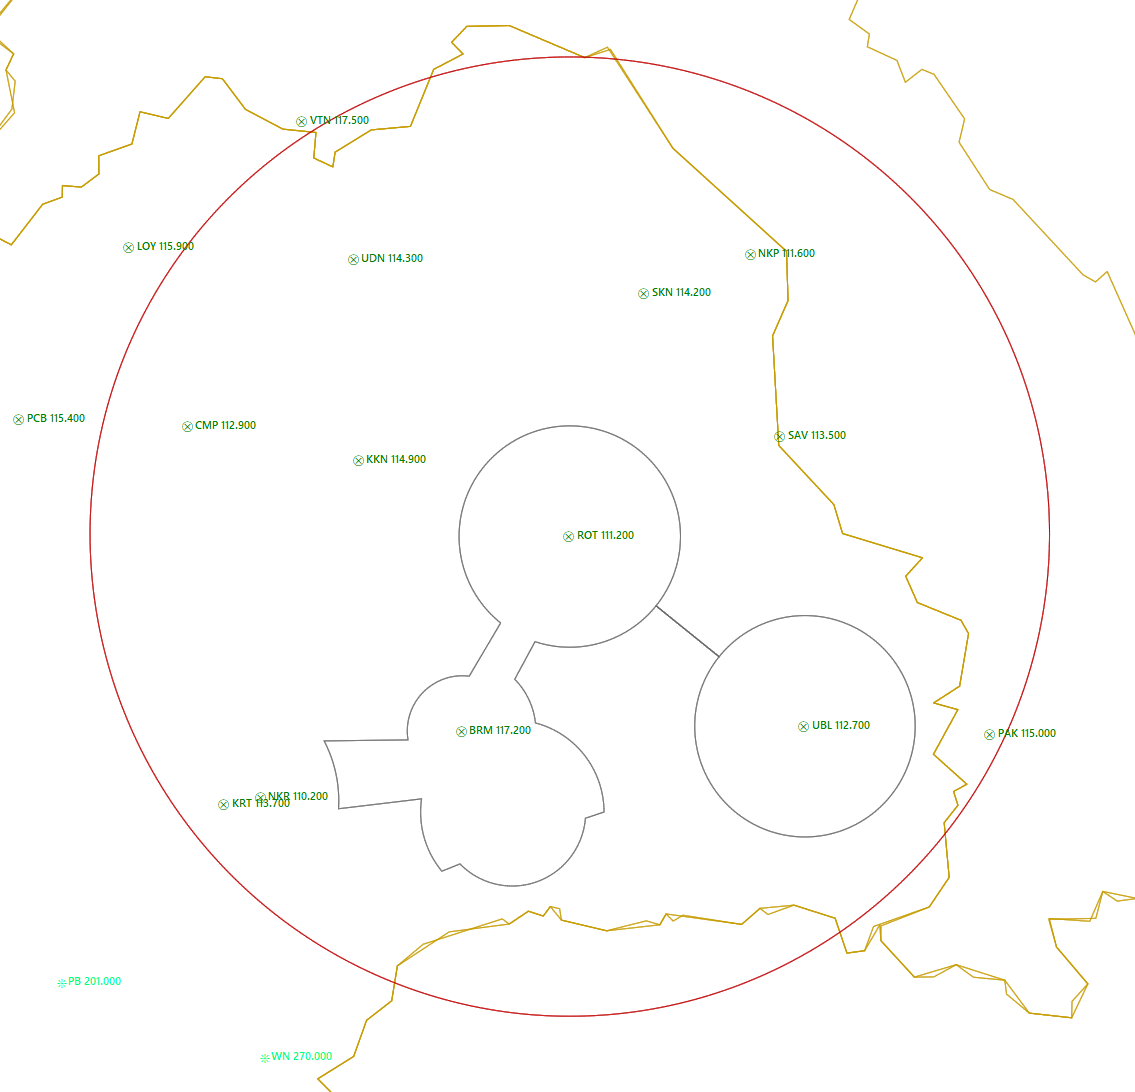 VTN 117.500
LOY 115.900
UDN 114.300
NKP 111.600
SKN 114.200
PCB 115.400
CMP 112.900
SAV 113.500
KKN 114.900
ROT 111.200
UBL 112.700
BRM 117.200
PAK 115.000
NKR 110.200
KRT 113.700
PB 201.000
WN 270.000